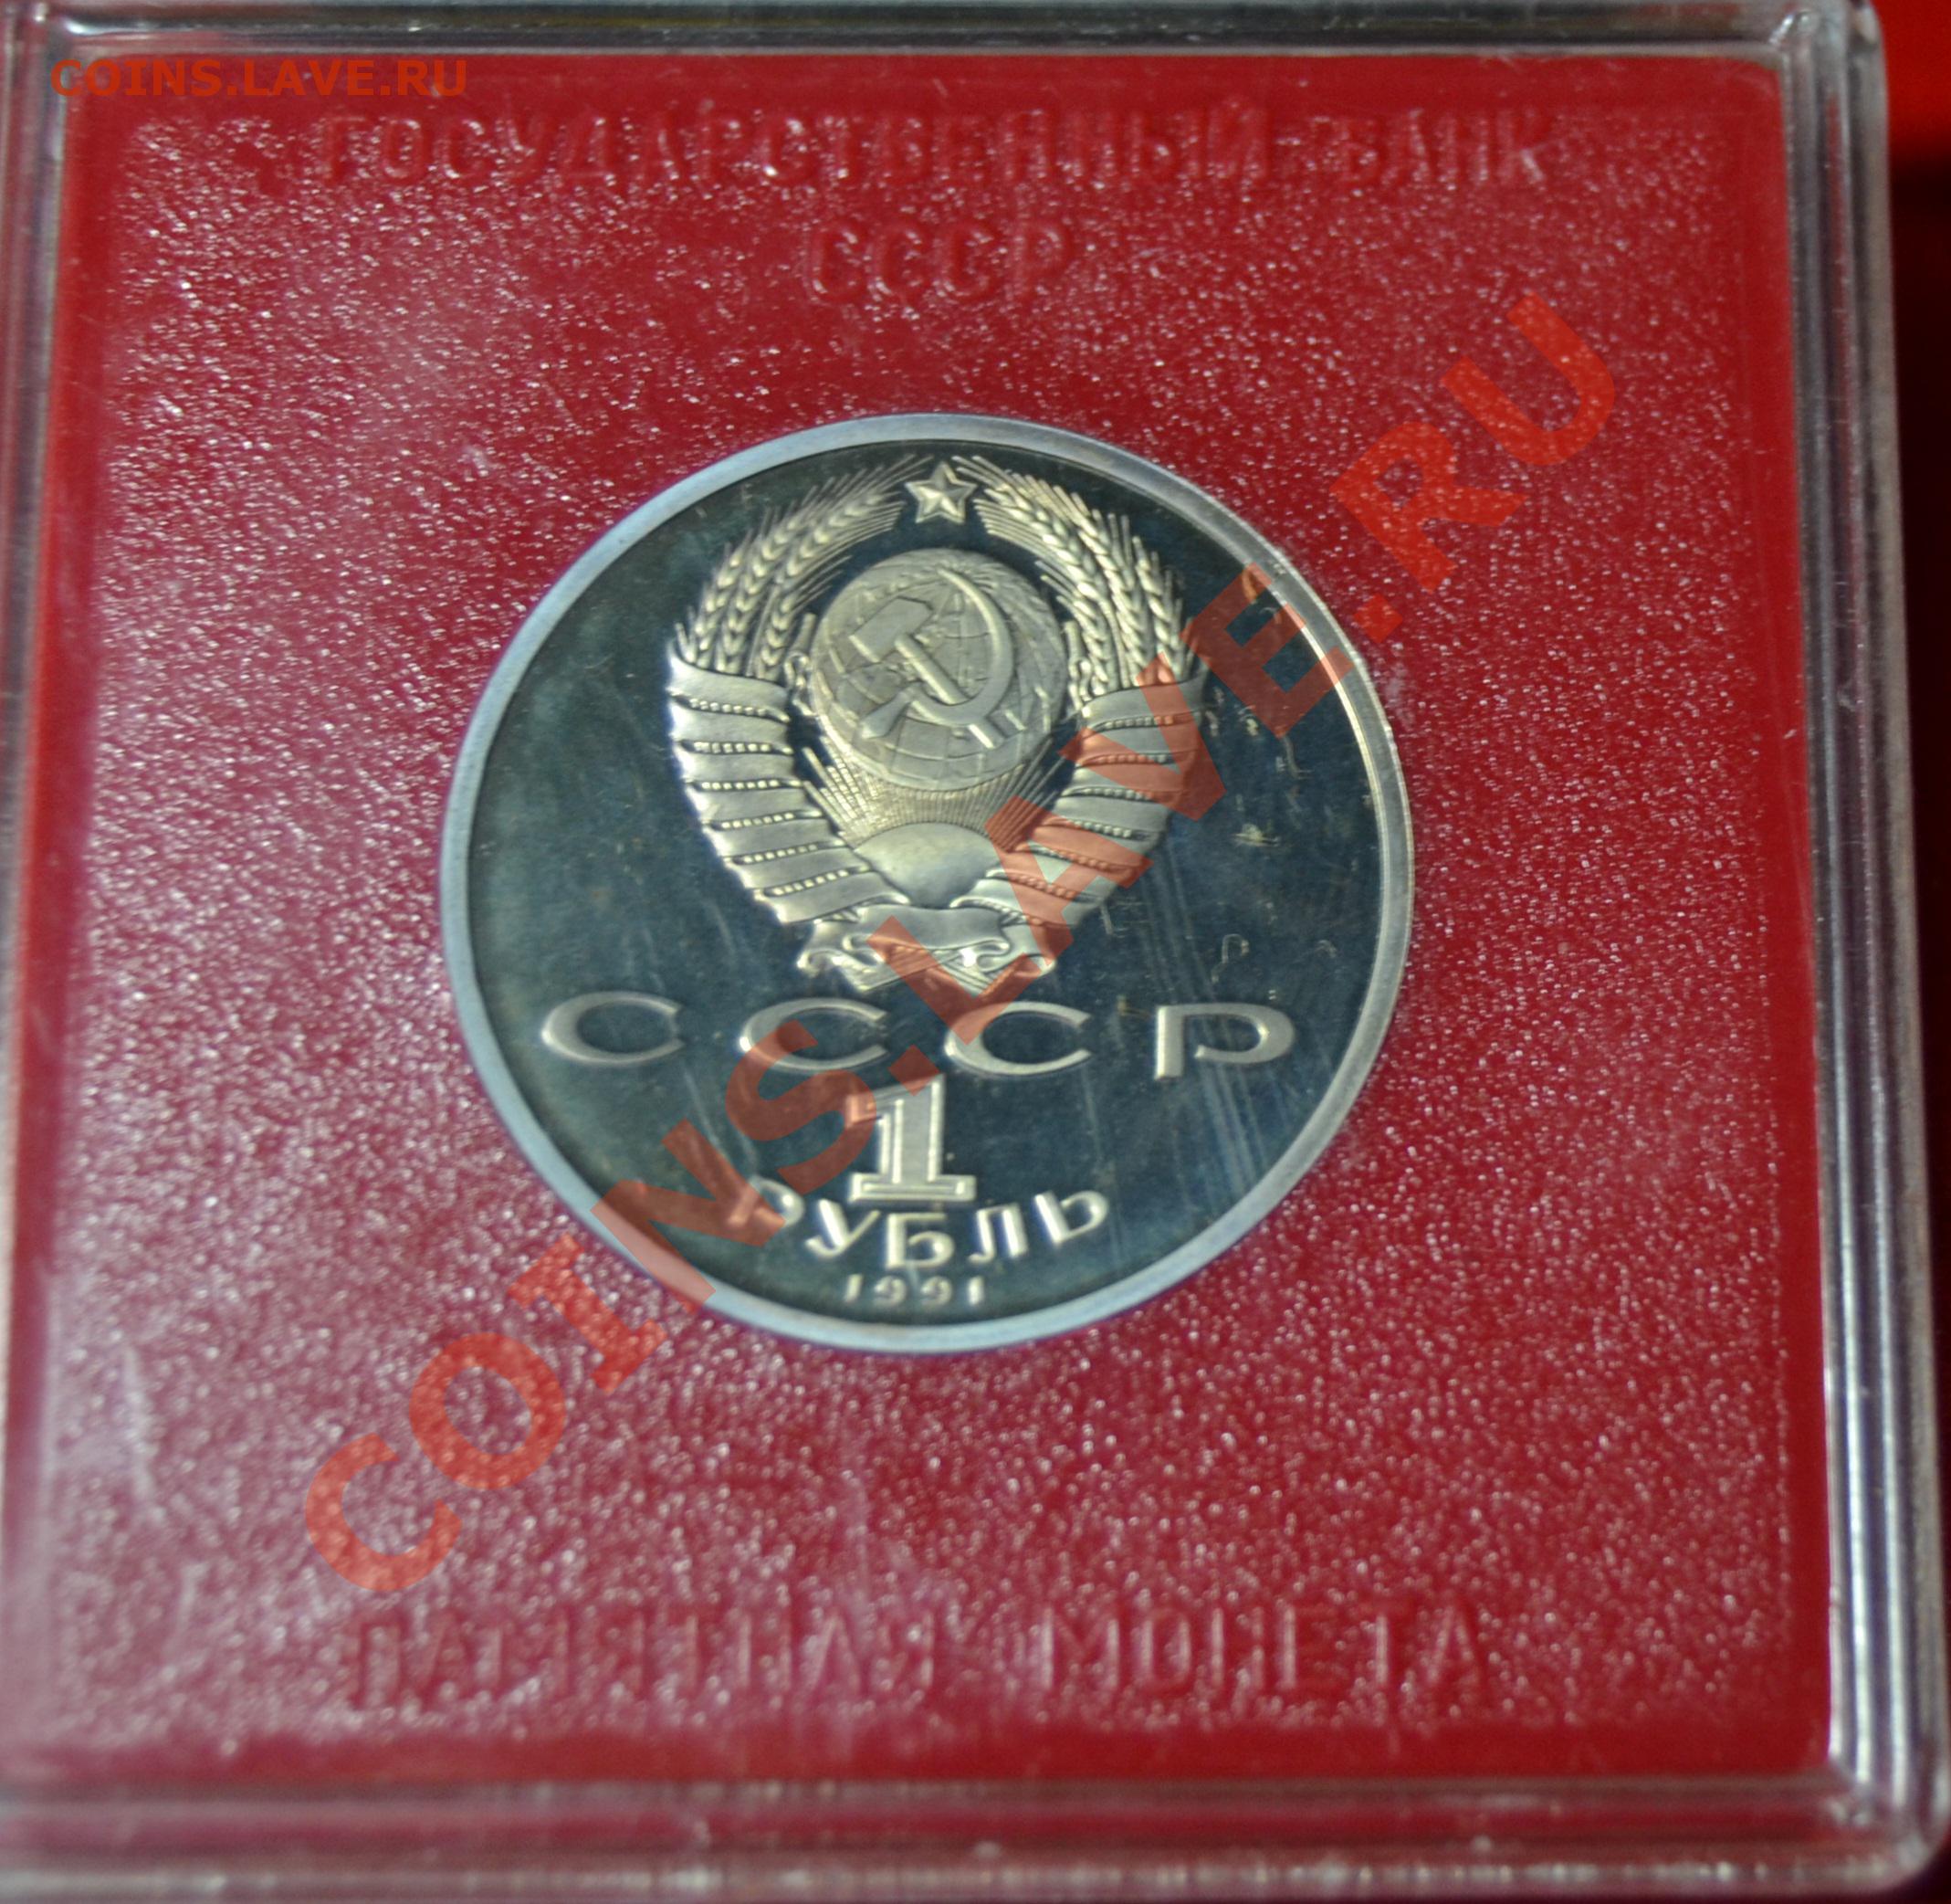 COINS.LAVE.RU
ГОСУДАРСТВЕННЫЙ БАНК
СССР
СССР
1
РУБЛЬ
1991
ПАМЯТНАЯ МОНЕТА
COINS.LAVE.RU